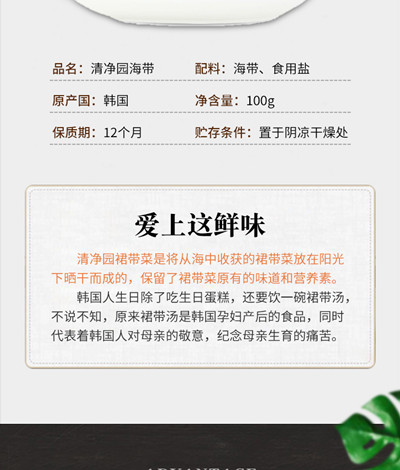 品名：清净园海带 配料：海带、食用盐
原产国：韩国 净含量：100g
保质期：12个月 贮存条件：置于阴凉干燥处
爱上这鲜味
清净园裙带菜是将从海中收获的裙带菜放在阳光
下晒干而成的，保留了裙带菜原有的味道和营养素。
韩国人生日除了吃生日蛋糕，还要饮一碗裙带汤，
不说不知，原来裙带汤是韩国孕妇产后的食品，同时
代表着韩国人对母亲的敬意，纪念母亲生育的痛苦。
ADVANTAGE